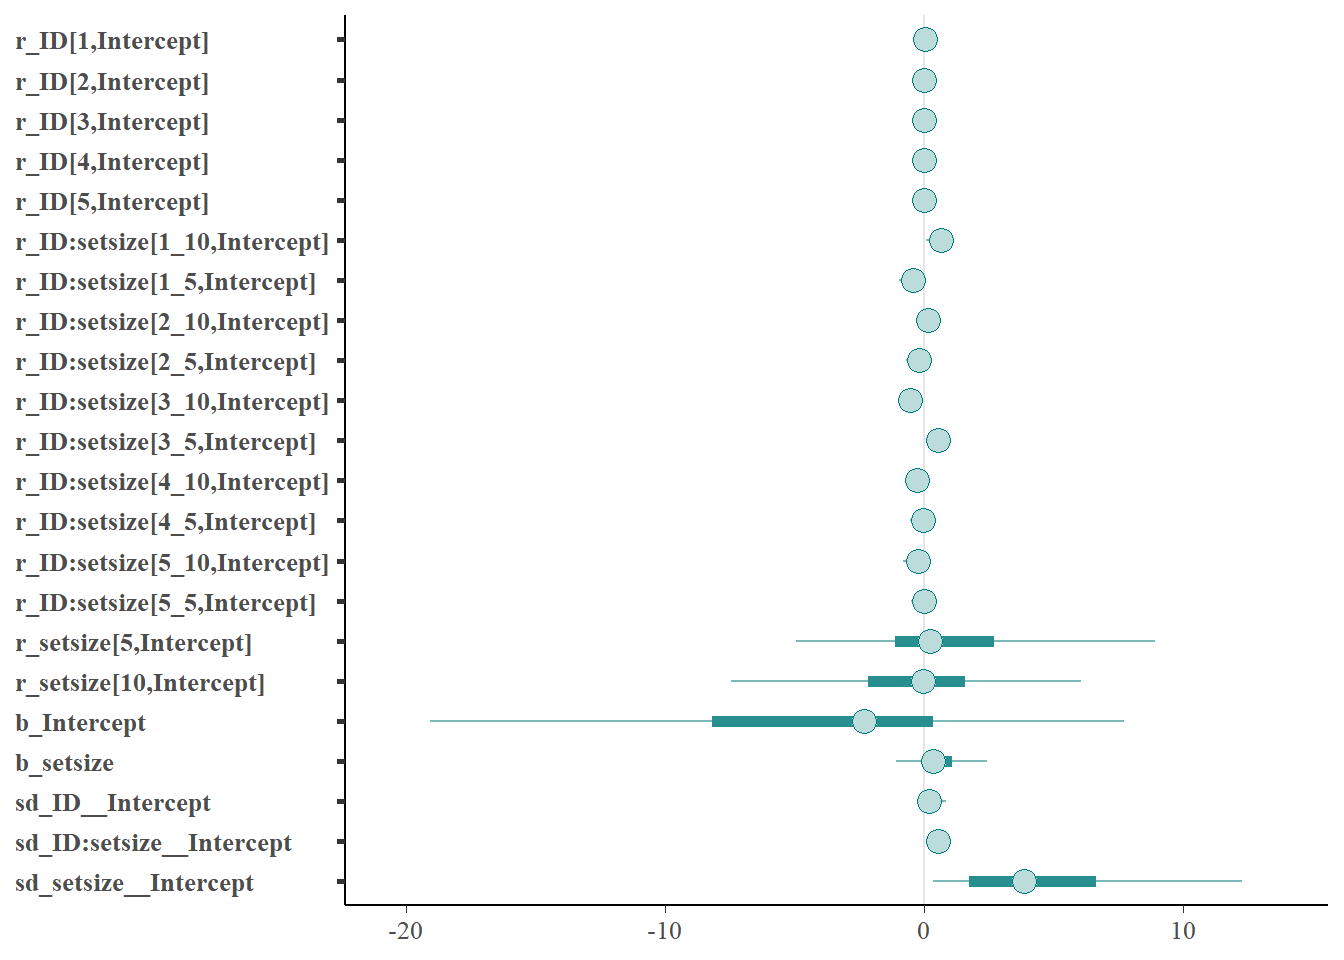 r_ID[1,Intercept]
r_ID[2,Intercept]
r_ID[3,Intercept]
r_ID[4,Intercept]
r_ID[5,Intercept]
r_ID:setsize[1_10,Intercept]
r_ID:setsize[1_5,Intercept]
r_ID:setsize[2_10,Intercept]
r_ID:setsize[2_5,Intercept]
r_ID:setsize[3_10,Intercept]
r_ID:setsize[3_5,Intercept]
r_ID:setsize[4_10,Intercept]
r_ID:setsize[4_5,Intercept]
r_ID:setsize[5_10,Intercept]
r_ID:setsize[5_5,Intercept]
r_setsize[5,Intercept]
r_setsize[10,Intercept]
b_Intercept
b_setsize
sd_ID__Intercept
sd_ID:setsize__Intercept
sd_setsize__Intercept
-20 -10 0 10